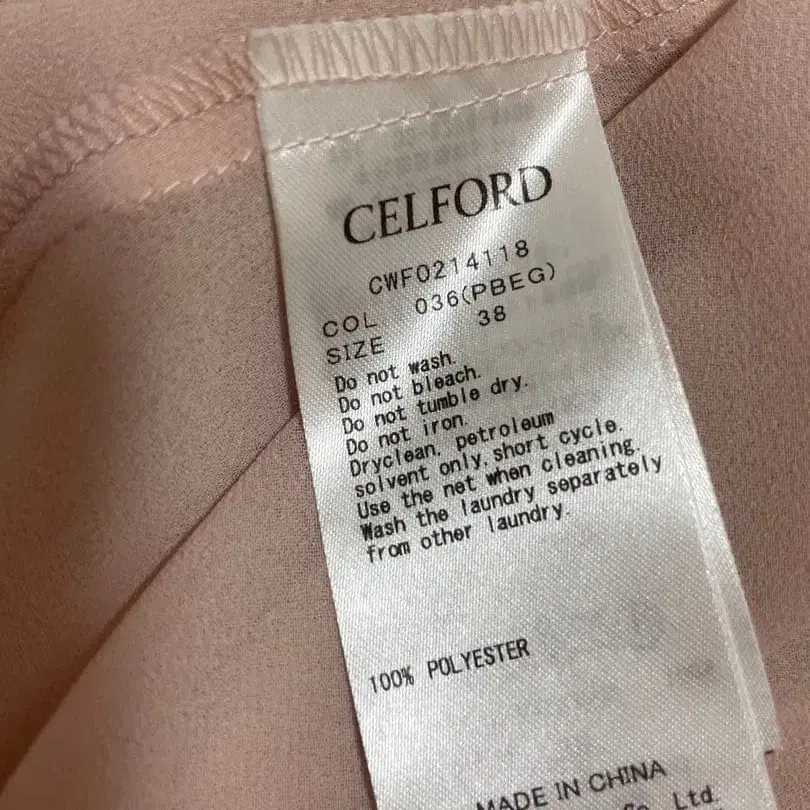 CELFORD
CWFO214118
COL 036(PBEG)
SIZE 38
Do not wash.
Do not bleach.
Do not tumble dry.
Do not iron.
Dryclean, petroleum
solvent only,short cycle.
Use the net when cleaning.
Wash the laundry separately
from other laundry.
100% POLYESTER
MADE IN CHINA
Co., Ltd.